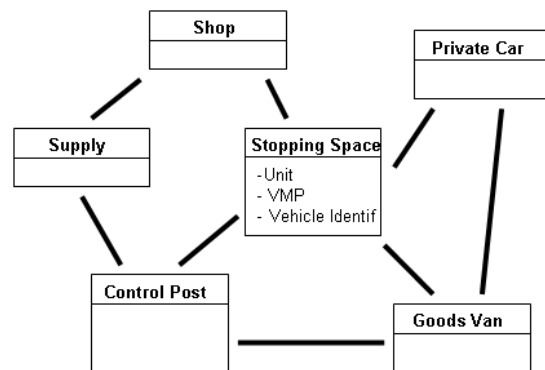 Shop
Private Car
Supply
Stopping Space
-Unit
- VMP
- Vehicle Identif
Control Post
Goods Van